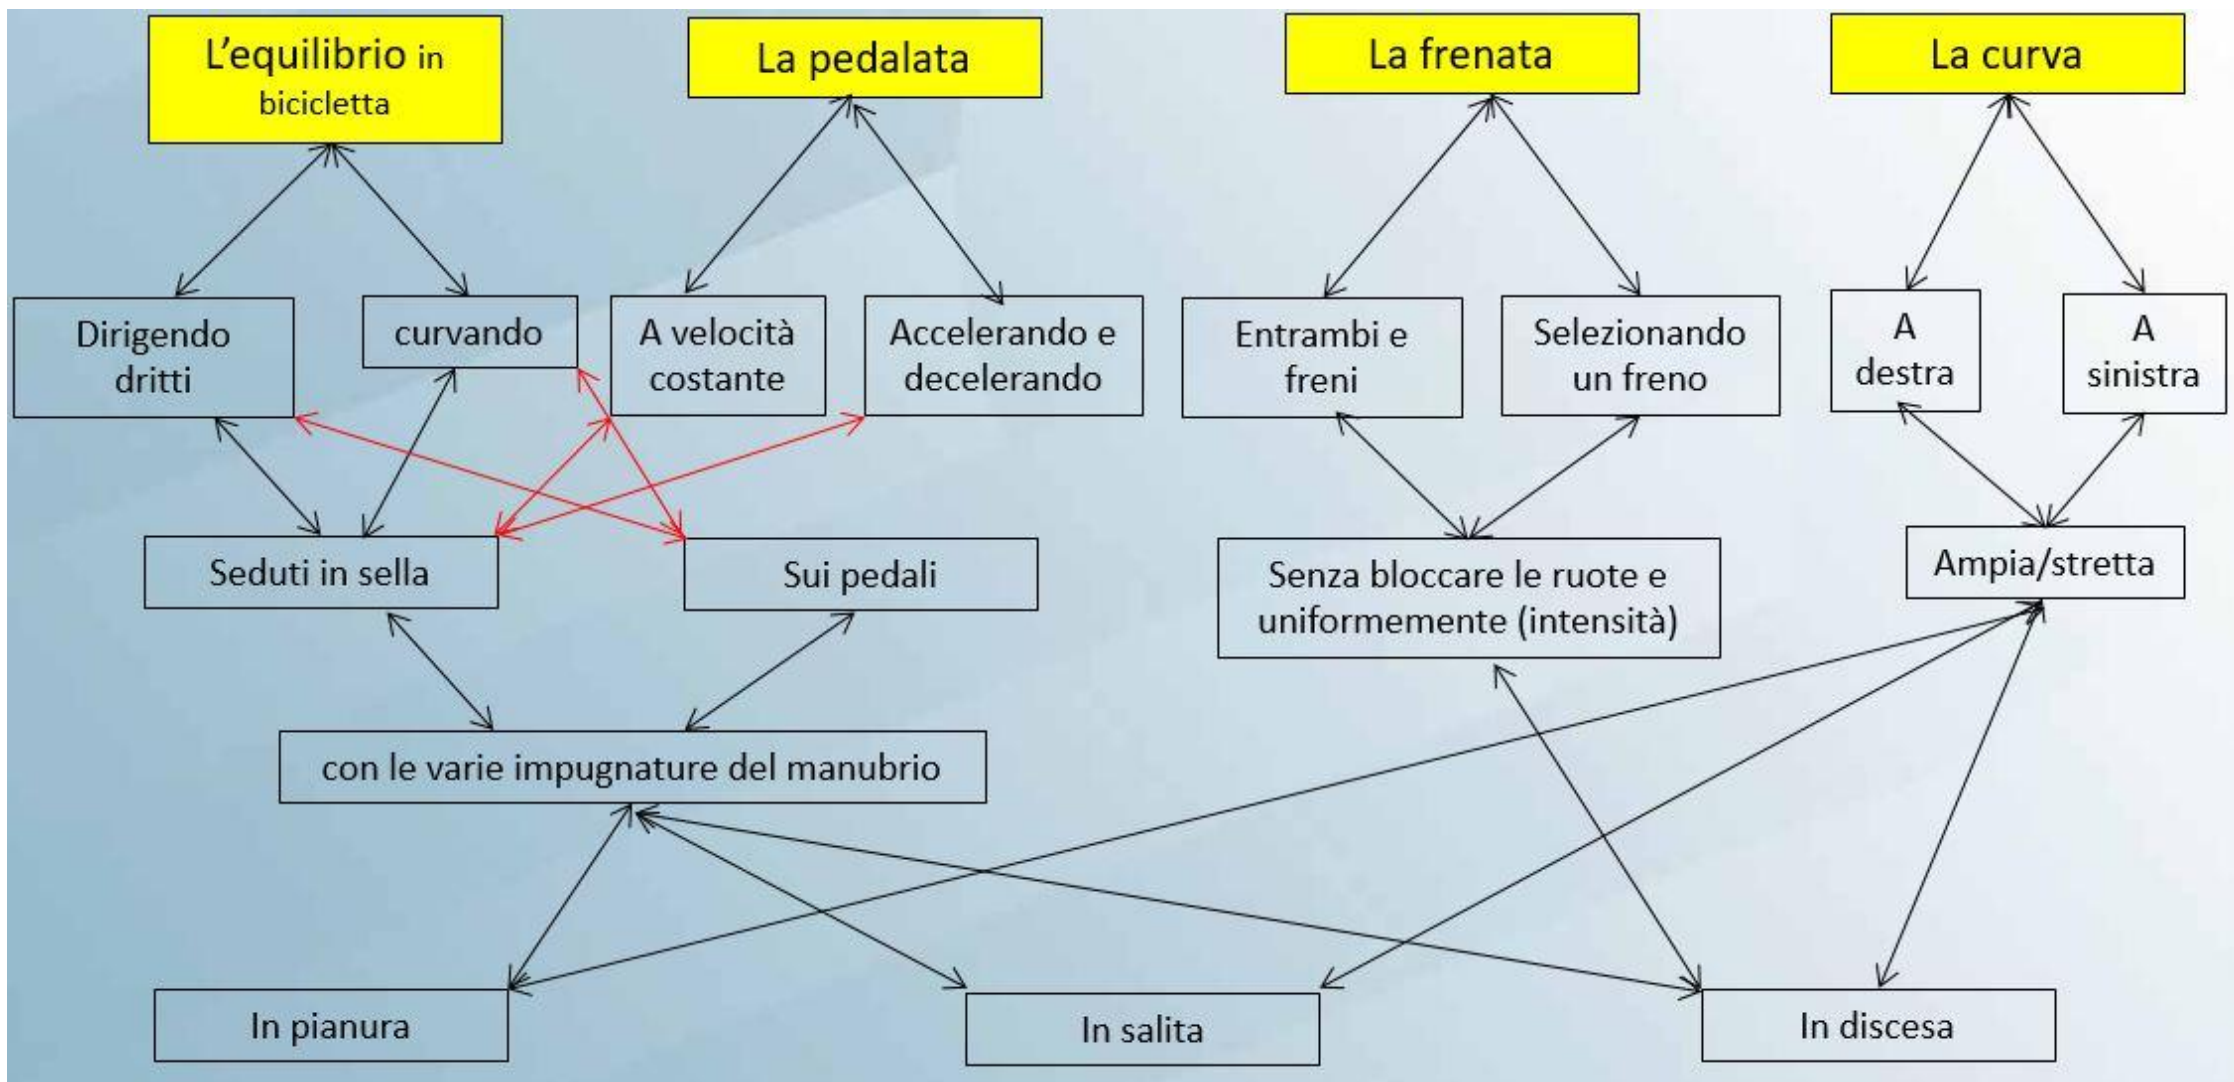 L’equilibrio in
bicicletta
La pedalata
La frenata
La curva
Dirigendo
dritti
curvando
A velocità
costante
Accelerando e
decelerando
Entrambi e
freni
Selezionando
un freno
A
destra
A
sinistra
Seduti in sella
Sui pedali
Senza bloccare le ruote e
uniformemente (intensità)
Ampia/stretta
con le varie impugnature del manubrio
In pianura
In salita
In discesa